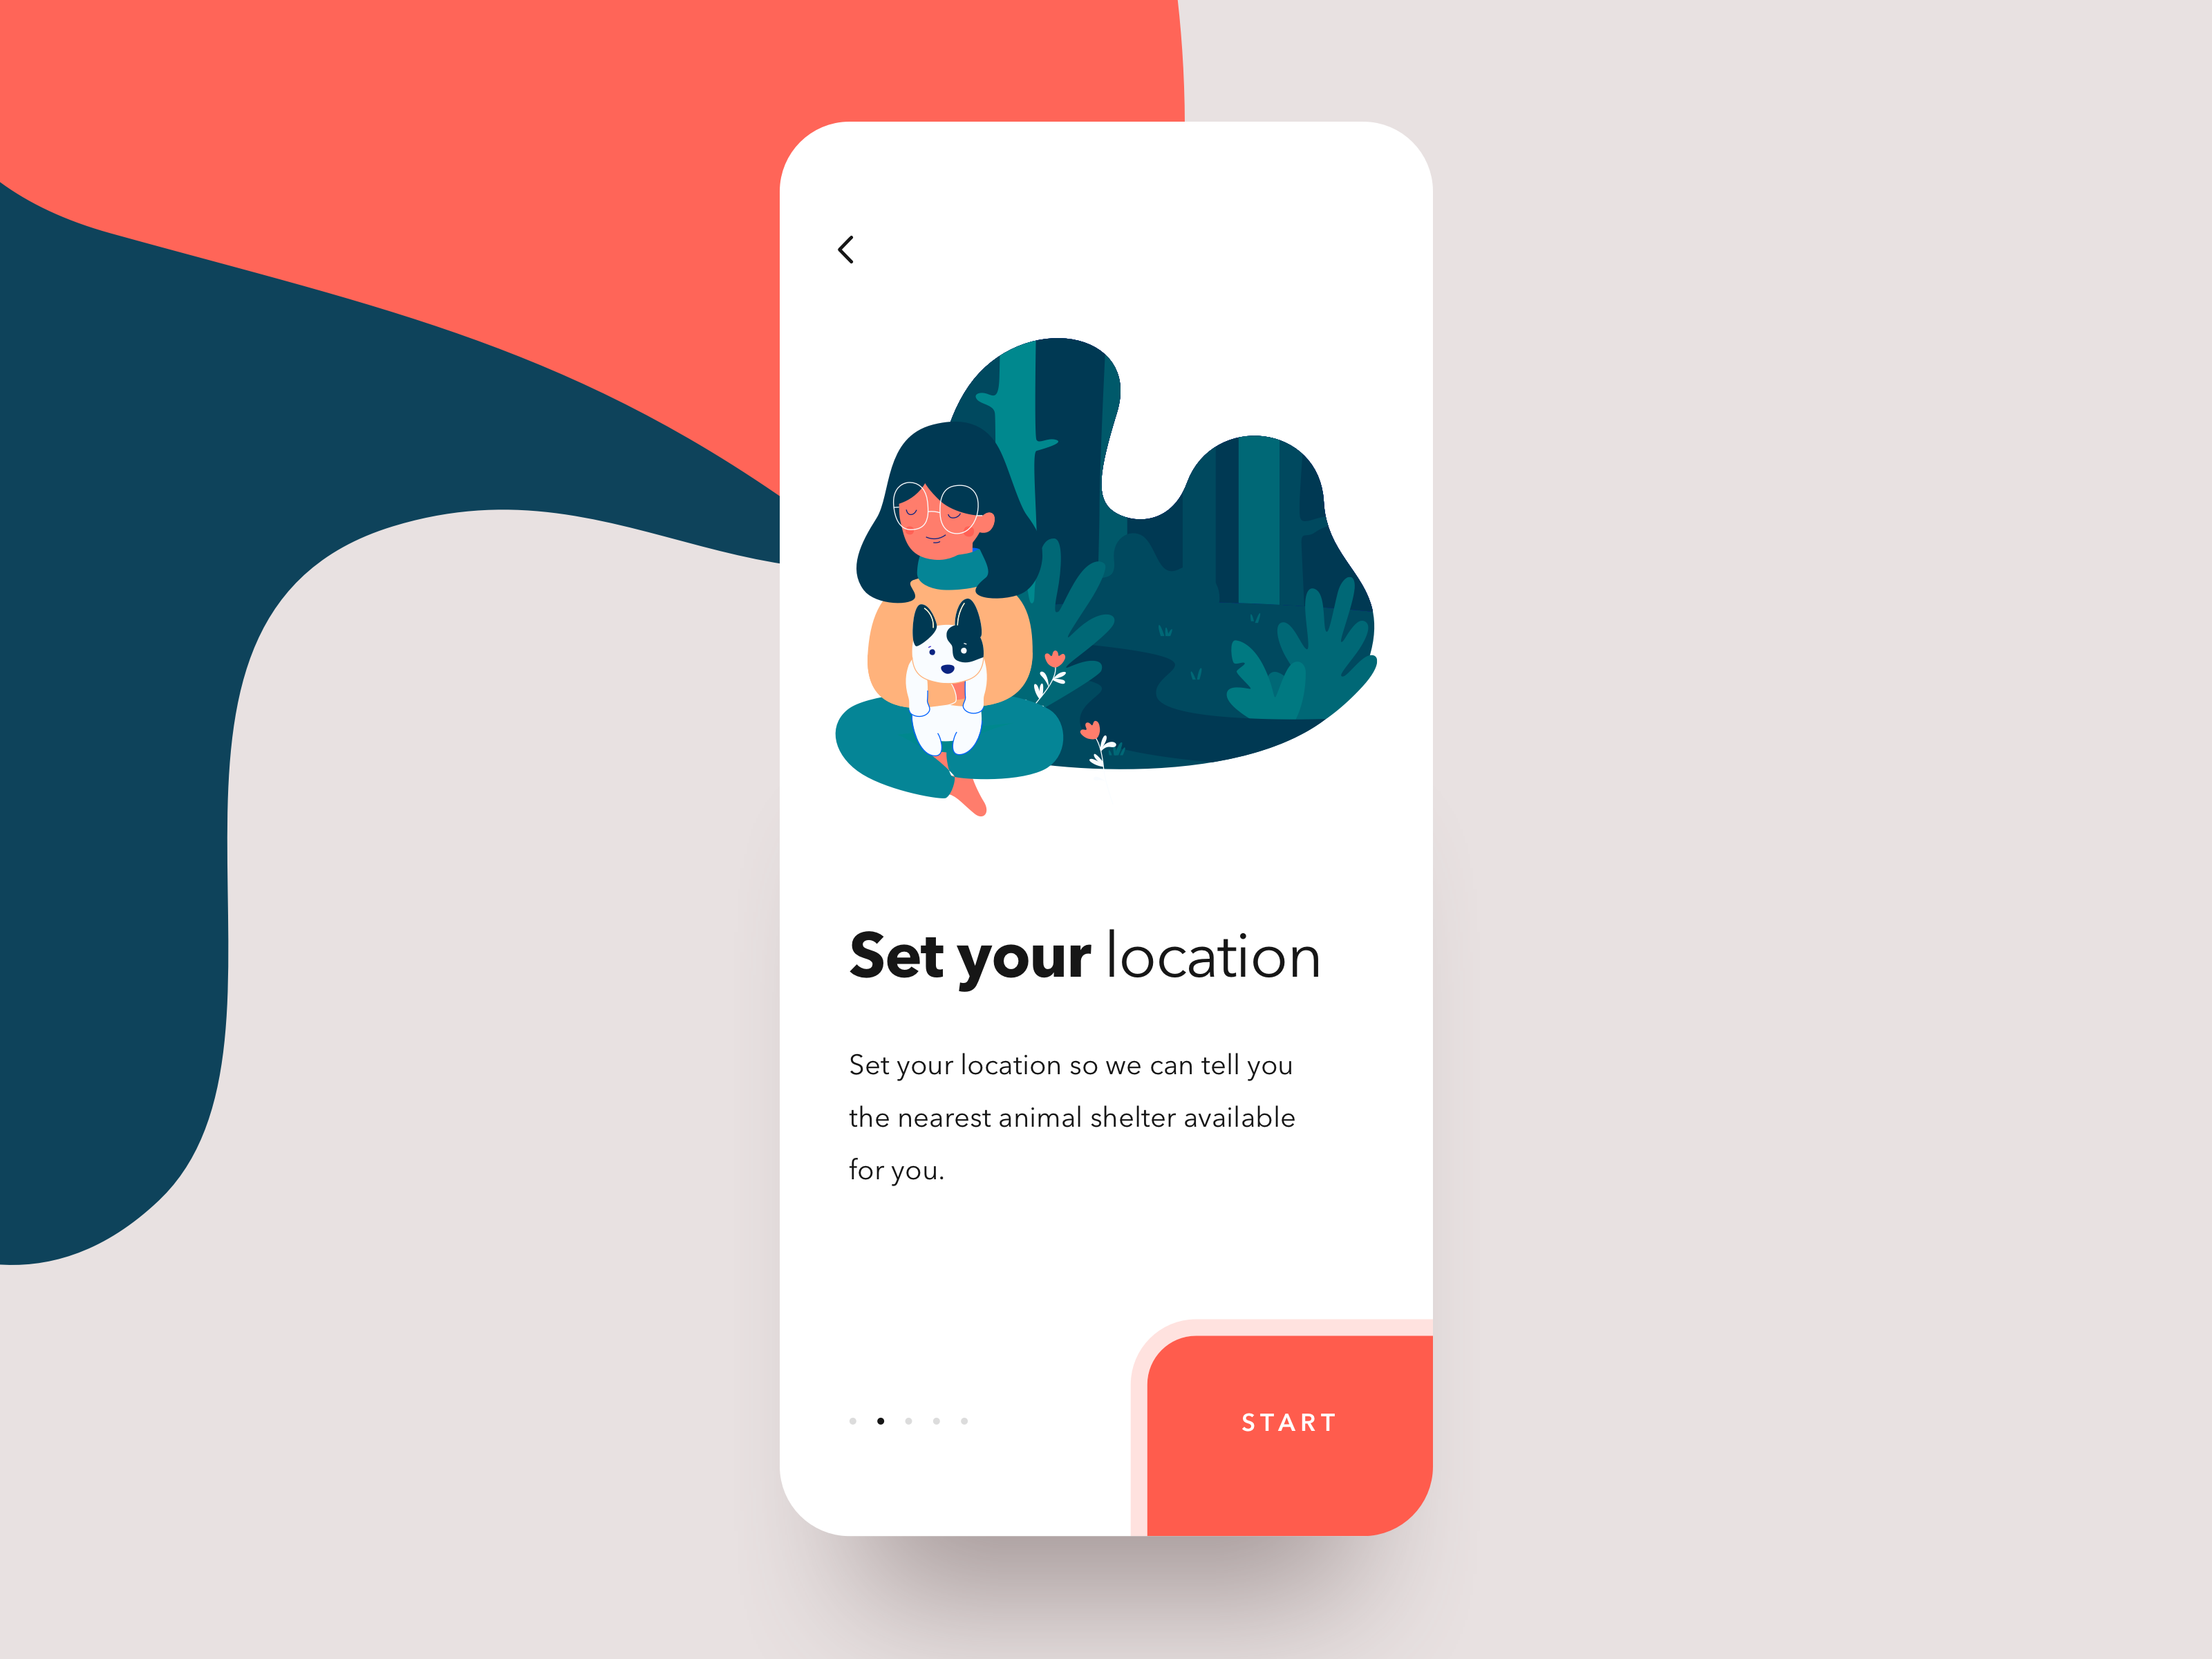 Set your location
Set your location so we can tell you
the nearest animal shelter available
for you.
START